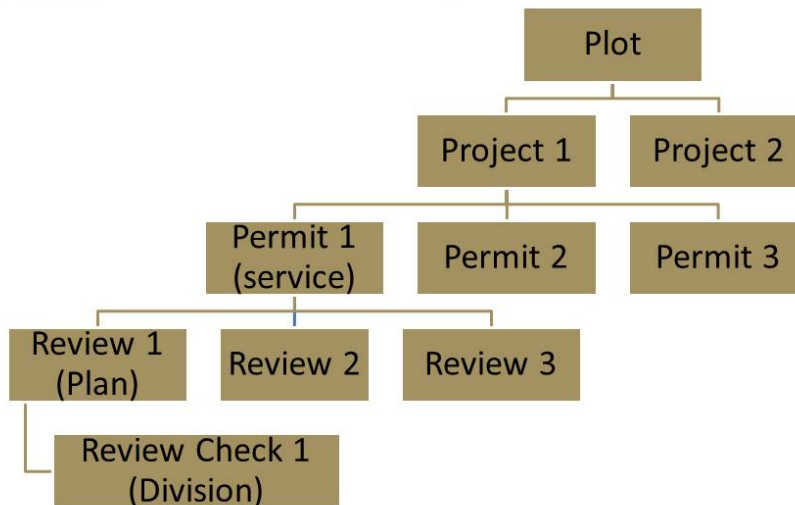 Plot
Project 1
Project 2
Permit 1
(service)
Permit 2
Permit 3
Review 1
(Plan)
Review 2
Review 3
Review Check 1
(Division)